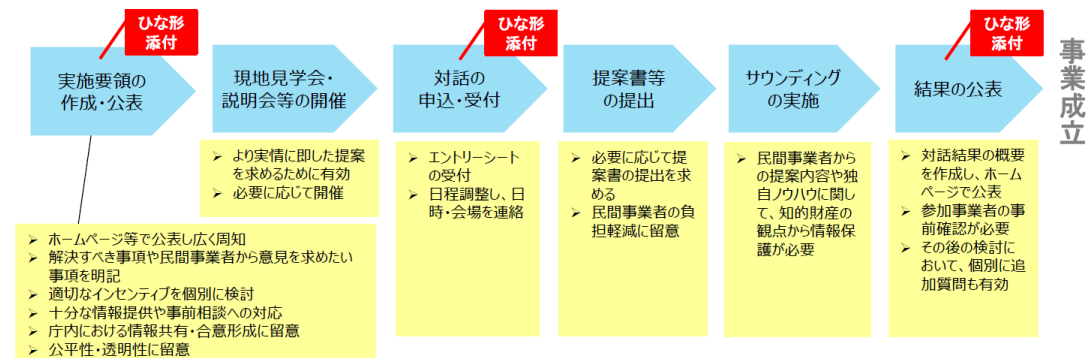 ひな形
添付
実施要領の
作成・公表
現地見学会・
説明会等の開催
ひな形
添付
対話の
申込・受付
提案書等
の提出
サウンディング
の実施
ひな形
添付
結果の公表
事業成立
➢ より実情に即した提案
を求めるために有効
➢ 必要に応じて開催
➢ エントリーシート
の受付
➢ 日程調整し、日
時・会場を連絡
➢ 必要に応じて提
案書の提出を求
める
➢ 民間事業者の負
担軽減に留意
➢ 民間事業者から
の提案内容や独
自ノウハウに関し
て、知的財産の
観点から情報保
護が必要
➢ 対話結果の概要
を作成し、ホーム
ページで公表
➢ 参加事業者の事
前確認が必要
➢ その後の検討に
おいて、個別に追
加質問も有効
➢ ホームページ等で公表し広く周知
➢ 解決すべき事項や民間事業者から意見を求めたい
事項を明記
➢ 適切なインセンティブを個別に検討
➢ 十分な情報提供や事前相談への対応
➢ 庁内における情報共有・合意形成に留意
➢ 公平性・透明性に留意